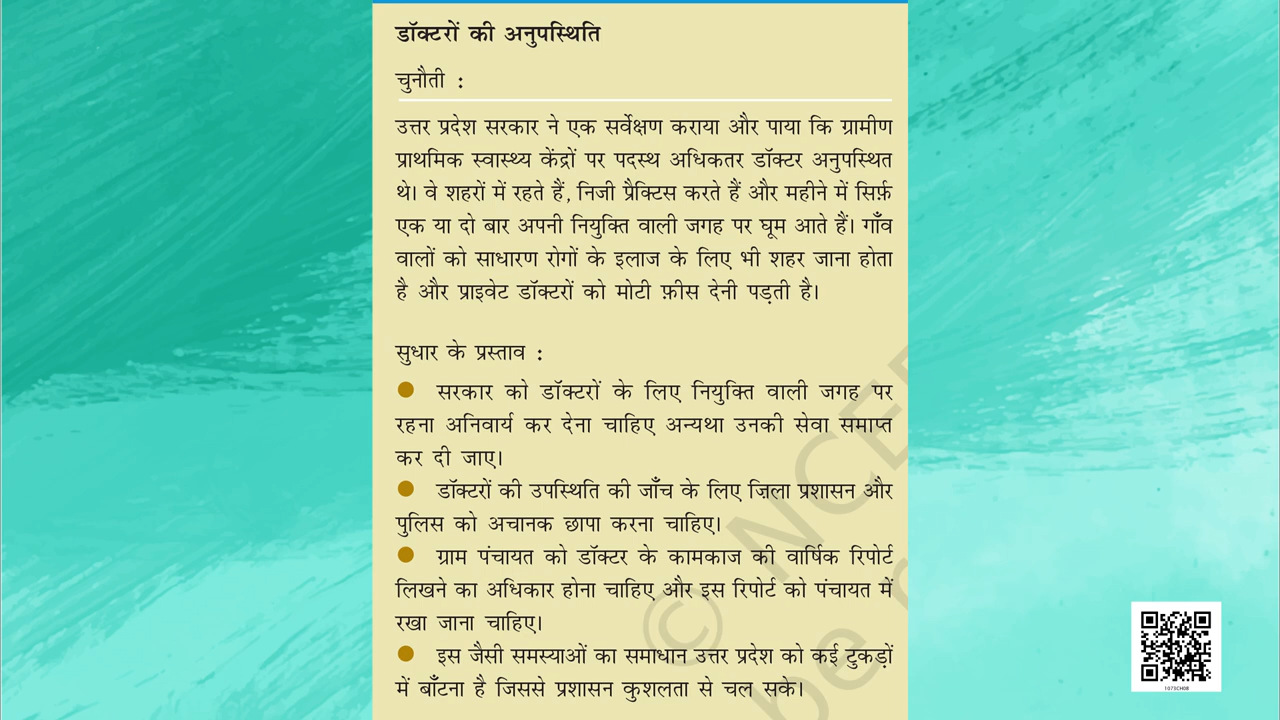 डॉक्टरों की अनुपस्थिति
चुनौती :
उत्तर प्रदेश सरकार ने एक सर्वेक्षण कराया और पाया कि ग्रामीण
प्राथमिक स्वास्थ्य केंद्रों पर पदस्थ अधिकतर डॉक्टर अनुपस्थित
थे। वे शहरों में रहते हैं, निजी प्रैक्टिस करते हैं और महीने में सिर्फ़
एक या दो बार अपनी नियुक्ति वाली जगह पर घूम आते हैं। गाँव
वालों को साधारण रोगों के इलाज के लिए भी शहर जाना होता
है और प्राइवेट डॉक्टरों को मोटी फ़ीस देनी पड़ती है।
सुधार के प्रस्ताव :
● सरकार को डॉक्टरों के लिए नियुक्ति वाली जगह पर
रहना अनिवार्य कर देना चाहिए अन्यथा उनकी सेवा समाप्त
कर दी जाए।
● डॉक्टरों की उपस्थिति की जाँच के लिए ज़िला प्रशासन और
पुलिस को अचानक छापा करना चाहिए।
● ग्राम पंचायत को डॉक्टर के कामकाज की वार्षिक रिपोर्ट
लिखने का अधिकार होना चाहिए और इस रिपोर्ट को पंचायत में
रखा जाना चाहिए।
● इस जैसी समस्याओं का समाधान उत्तर प्रदेश को कई टुकड़ों
में बाँटना है जिससे प्रशासन कुशलता से चल सके।
© NCE
be
1073CH08